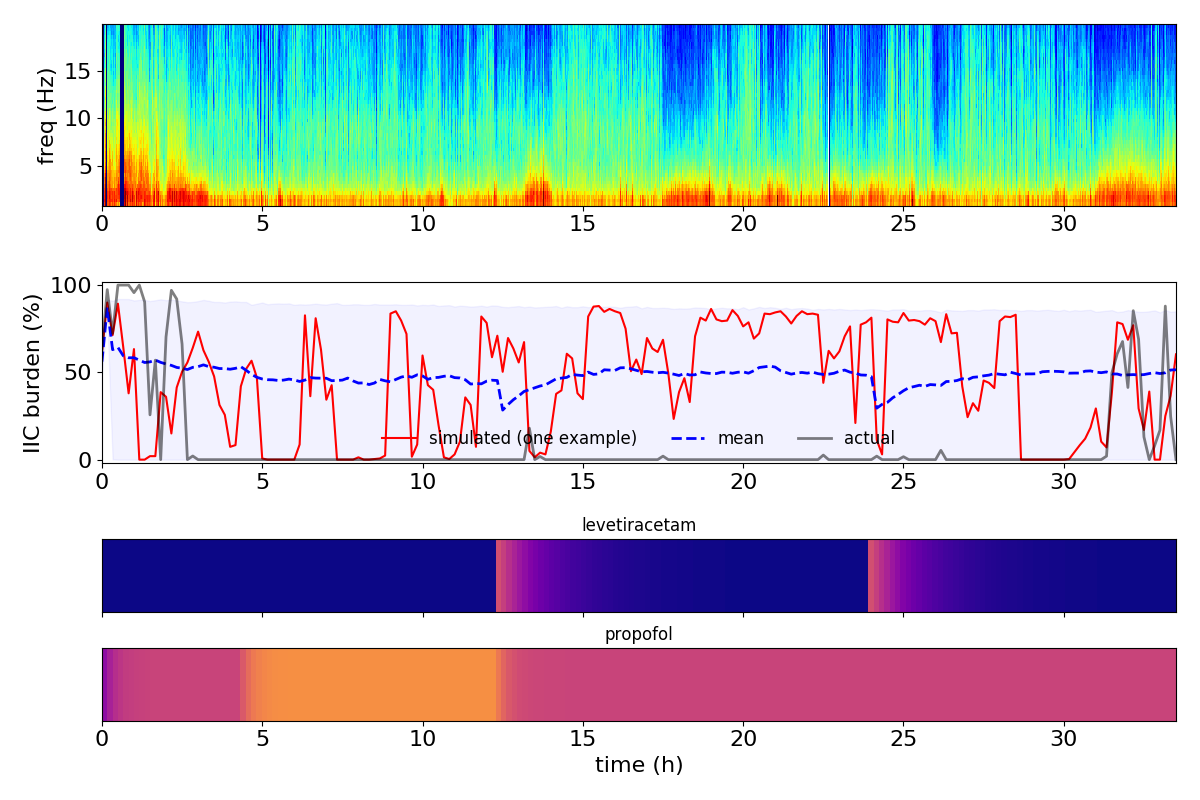 freq (Hz)
15
10
5
0 5 10 15 20 25 30
IIC burden (%)
100
50
0
simulated (one example) mean actual
0 5 10 15 20 25 30
levetiracetam
propofol
0 5 10 15 20 25 30
time (h)